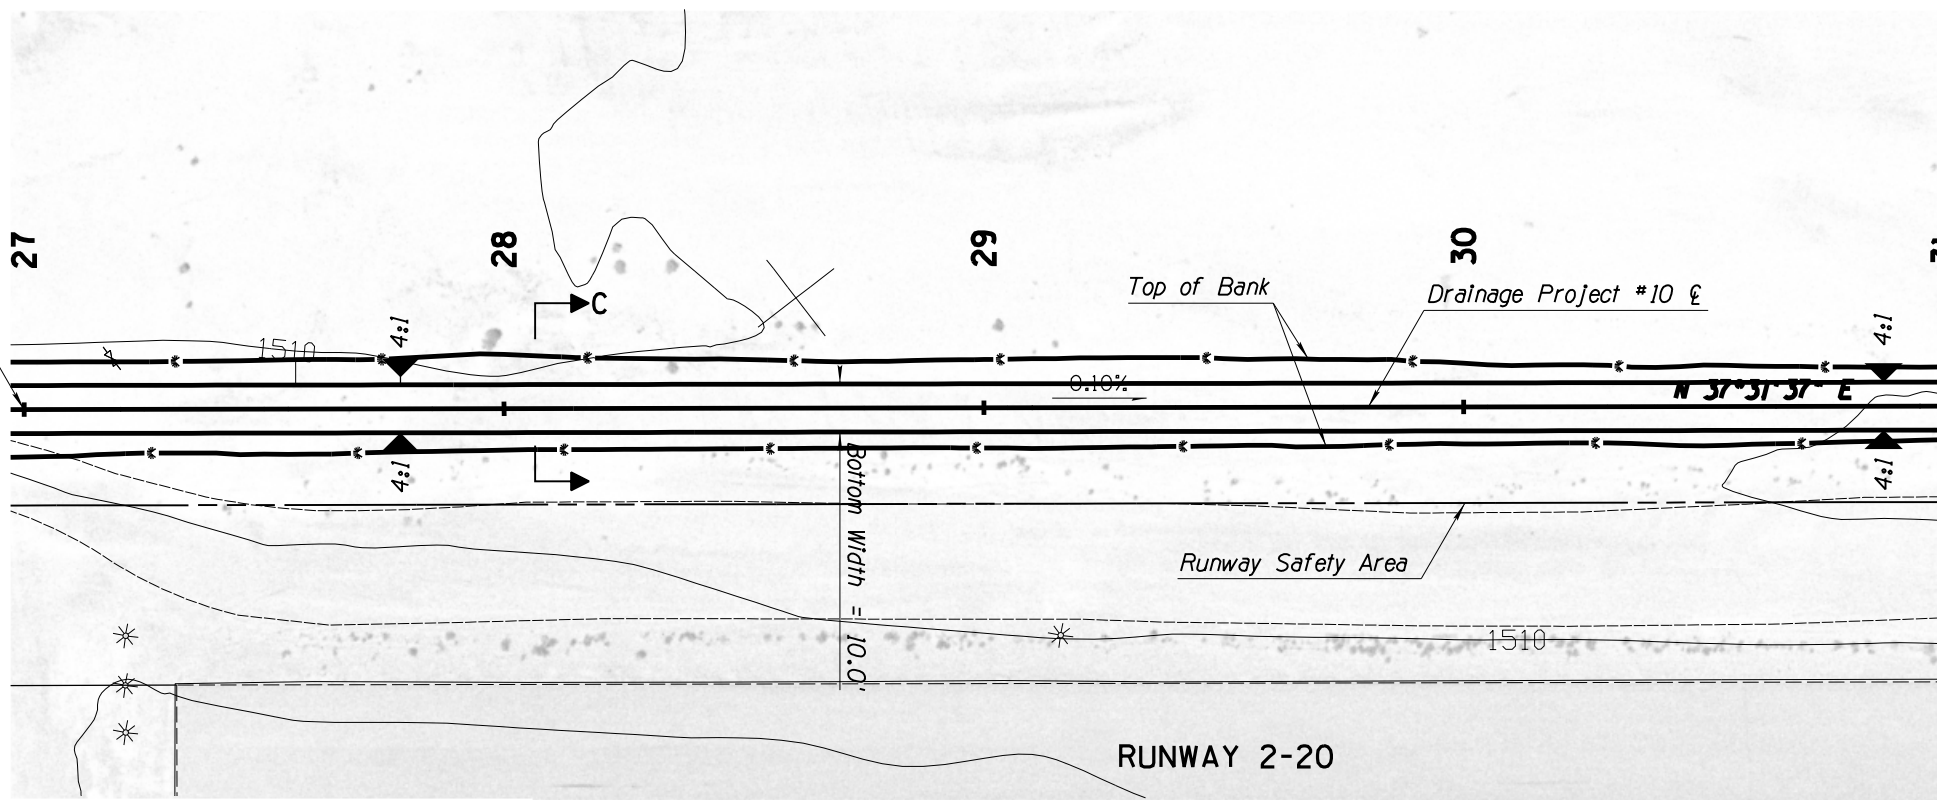 27
28
29
30
C
Top of Bank
Drainage Project #10 ℄
4:1
4:1
1510
0.10%
N 37°31'37" E
4:1
4:1
Bottom Width = 10.0'
Runway Safety Area
1510
RUNWAY 2-20